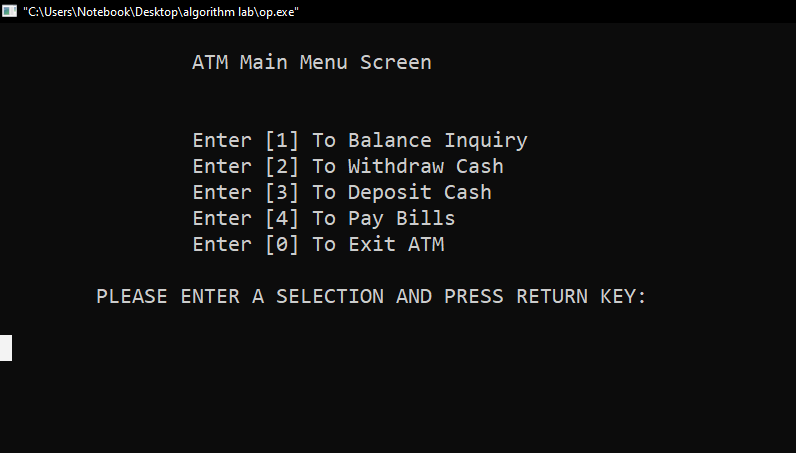 "C:\Users\Notebook\Desktop\algorithm lab\op.exe"
ATM Main Menu Screen
Enter [1] To Balance Inquiry
Enter [2] To Withdraw Cash
Enter [3] To Deposit Cash
Enter [4] To Pay Bills
Enter [0] To Exit ATM
PLEASE ENTER A SELECTION AND PRESS RETURN KEY: